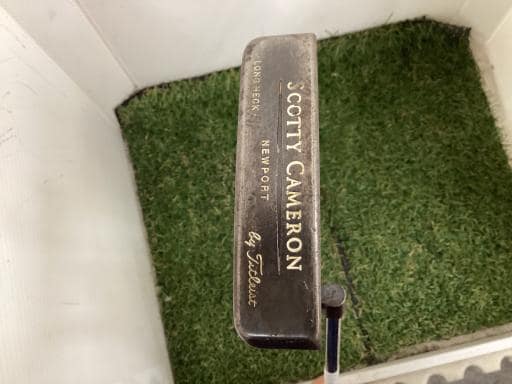 SCOTTY CAMERON
LONG NECK
NEWPORT
by Titleist